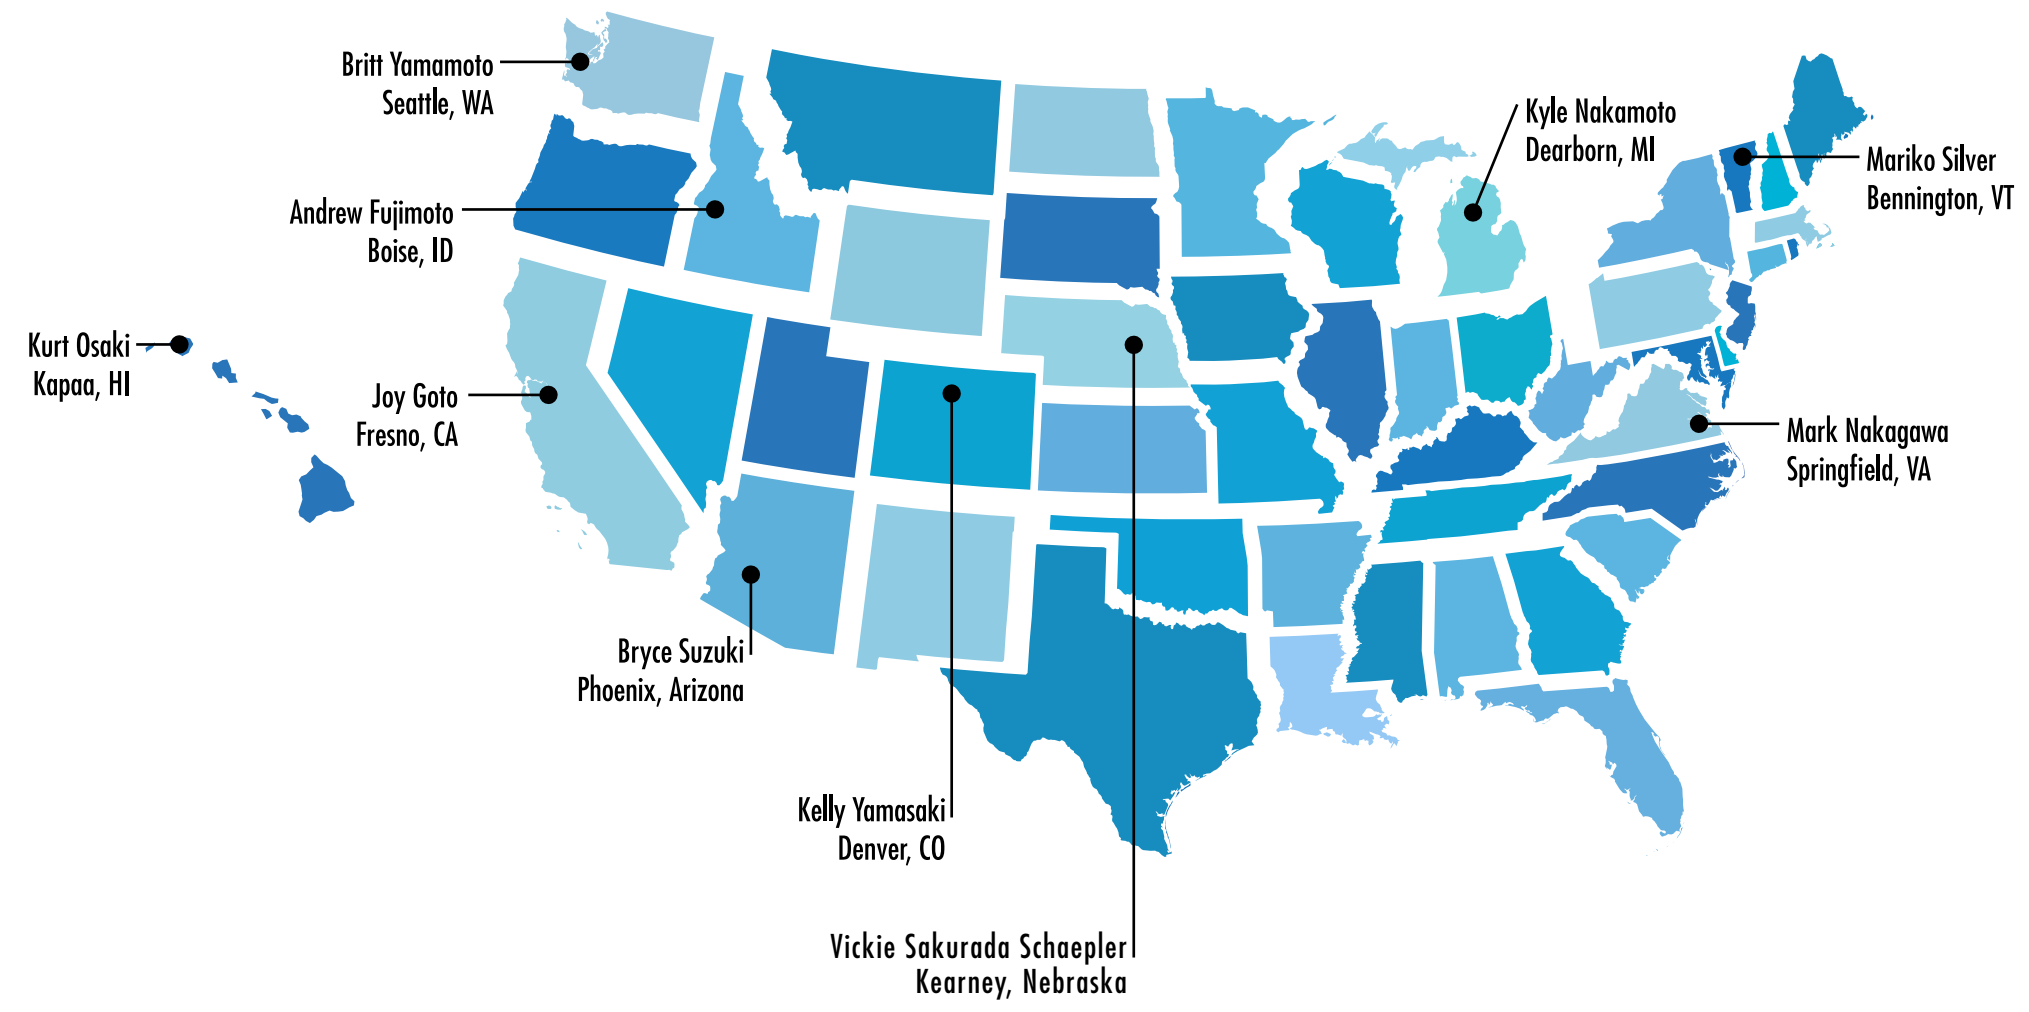 Britt Yamamoto
Seattle, WA
Kyle Nakamoto
Dearborn, MI
Mariko Silver
Bennington, VT
Andrew Fujimoto
Boise, ID
Kurt Osaki
Kapaa, HI
Joy Goto
Fresno, CA
Mark Nakagawa
Springfield, VA
Bryce Suzuki
Phoenix, Arizona
Kelly Yamasaki
Denver, CO
Vickie Sakurada Schaepler
Kearney, Nebraska